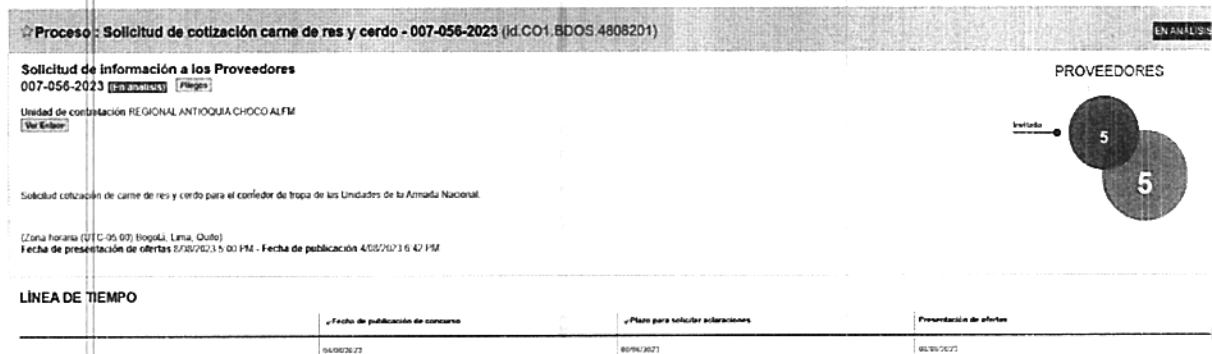 Proceso : Solicitud de cotización carne de res y cerdo - 007-056-2023 (Id.CO1.BDOS.4808201)
EN ANÁLISIS
Solicitud de información a los Proveedores
007-056-2023 (En analisis) Pliegos
Unidad de contratación REGIONAL ANTIOQUIA CHOCO ALFM
Ver Enlace
PROVEEDORES
Invitado
5
5
Solicitud cotización de carne de res y cerdo para el comedor de tropa de las Unidades de la Armada Nacional.
(Zona horaria (UTC-05:00) Bogotá, Lima, Quito)
Fecha de presentación de ofertas 8/08/2023 5:00 PM - Fecha de publicación 4/08/2023 6:42 PM
LÍNEA DE TIEMPO
Fecha de publicación de concurso
Plazo para solicitar aclaraciones
Presentación de ofertas
04/08/2023
08/08/2023